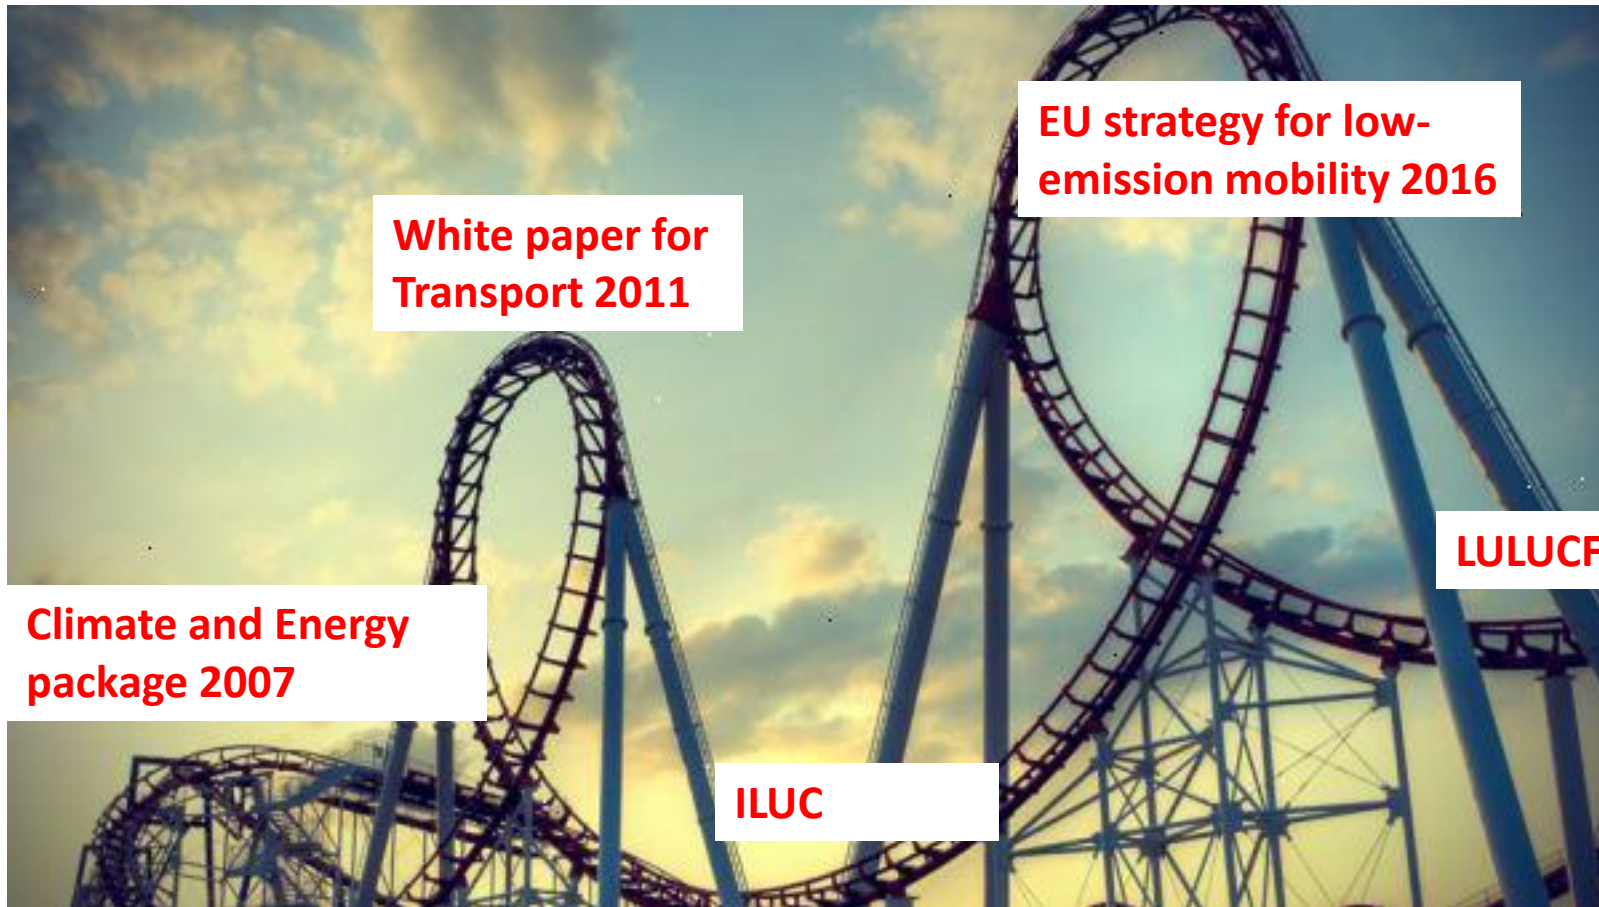 EU strategy for low-
emission mobility 2016
White paper for
Transport 2011
LULUCF
Climate and Energy
package 2007
ILUC